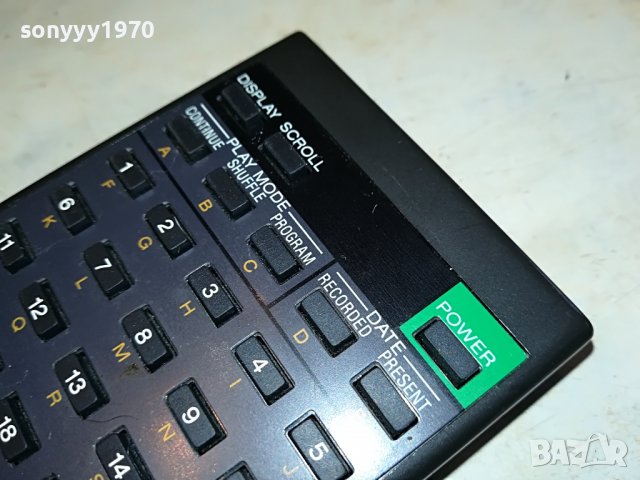 sonyyy1970
DISPLAY SCROLL
PLAY MODE
CONTINUE SHUFFLE PROGRAM
DATE
RECORDED PRESENT
POWER
A B C D
1 2 3 4 5
F G H I J
6 7 8 9
K L M N
11 12 13 14
Q R S
18
BAZAR